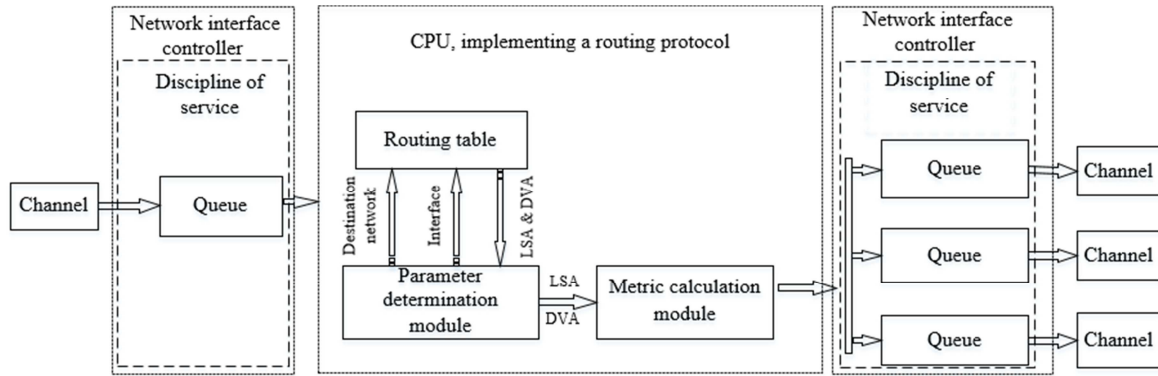 Network interface
controller
Discipline of
service
Channel
Queue
CPU, implementing a routing protocol
Routing table
Destination
network
Interface
LSA & DVA
Parameter
determination
module
LSA
DVA
Metric calculation
module
Network interface
controller
Discipline of
service
Queue
Channel
Queue
Channel
Queue
Channel